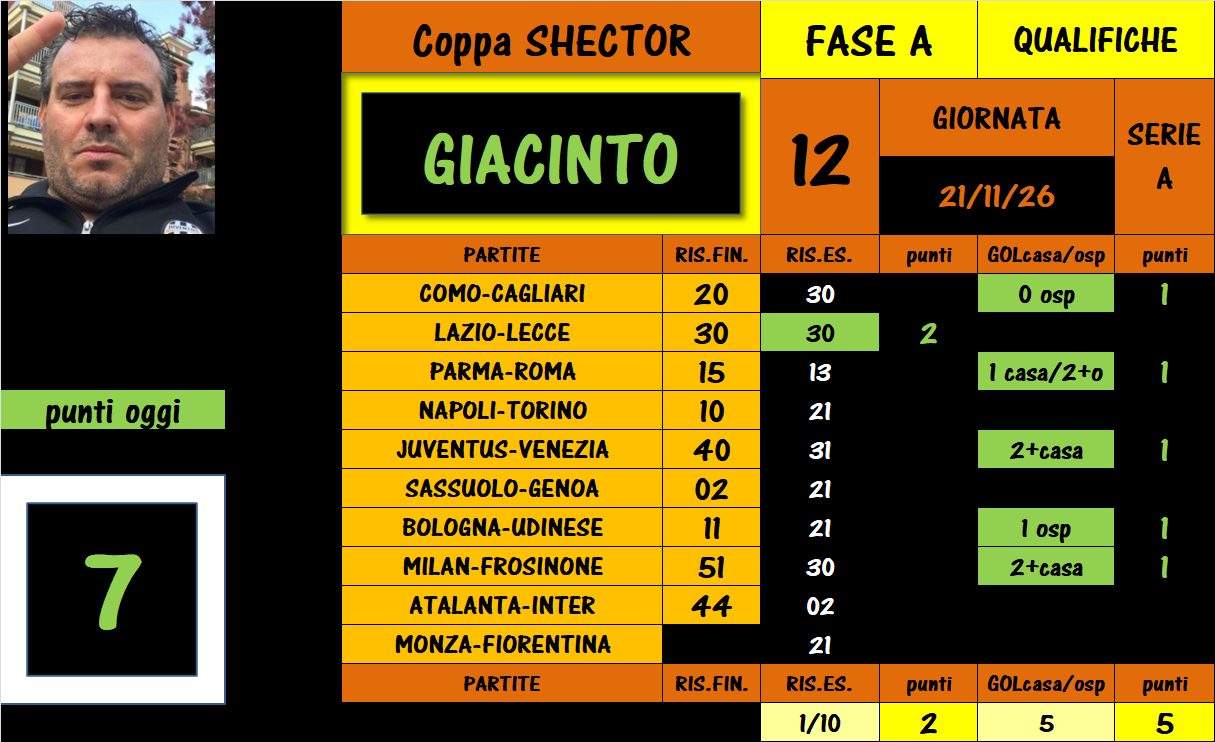 Coppa SHECTOR FASE A QUALIFICHE
GIACINTO 12 GIORNATA SERIE A
21/11/26
PARTITE RIS.FIN. RIS.ES. punti GOLcasa/osp punti
COMO-CAGLIARI 20 30 0 osp 1
LAZIO-LECCE 30 30 2
PARMA-ROMA 15 13 1 casa/2+o 1
punti oggi
NAPOLI-TORINO 10 21
JUVENTUS-VENEZIA 40 31 2+casa 1
SASSUOLO-GENOA 02 21
BOLOGNA-UDINESE 11 21 1 osp 1
7
MILAN-FROSINONE 51 30 2+casa 1
ATALANTA-INTER 44 02
MONZA-FIORENTINA 21
PARTITE RIS.FIN. RIS.ES. punti GOLcasa/osp punti
1/10 2 5 5